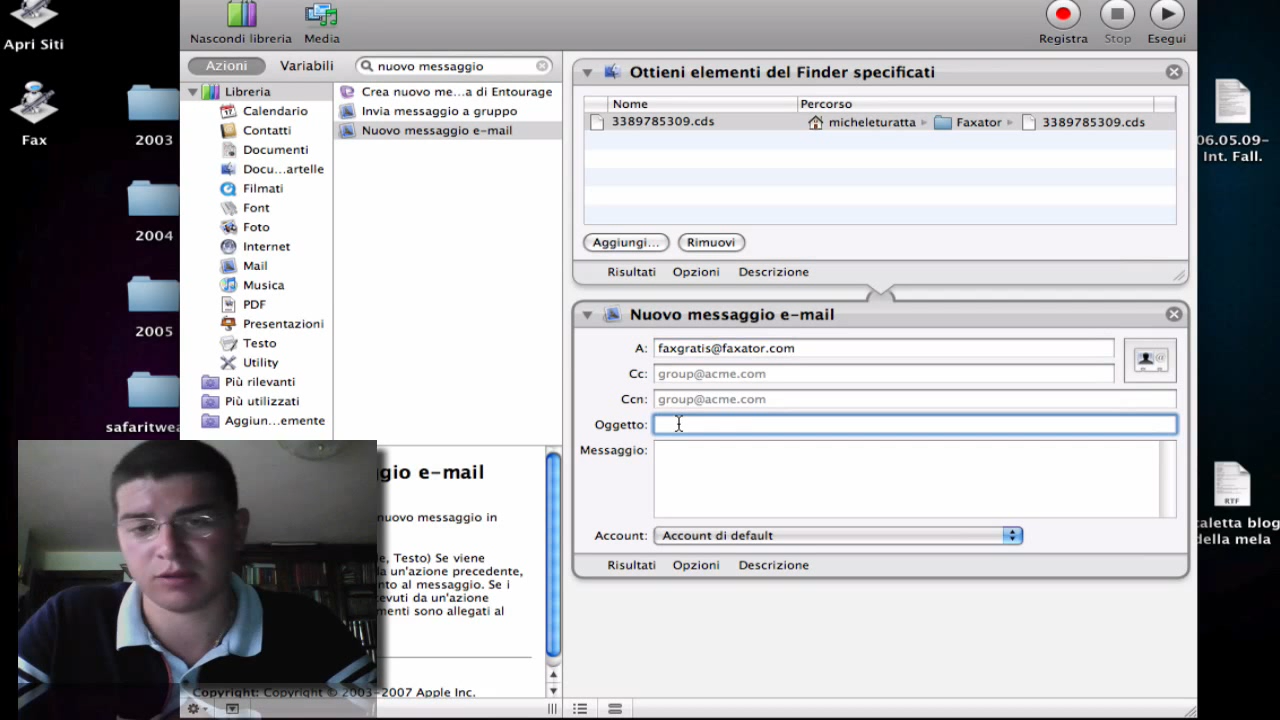 Apri Siti
Fax
2003
2004
2005
safaritwea
Nascondi libreria
Media
Registra
Stop
Esegui
Azioni
Variabili
nuovo messaggio
Libreria
Calendario
Contatti
Documenti
Docu...artelle
Filmati
Font
Foto
Internet
Mail
Musica
PDF
Presentazioni
Testo
Utility
Più rilevanti
Più utilizzati
Aggiun...emente
Crea nuovo me...a di Entourage
Invia messaggio a gruppo
Nuovo messaggio e-mail
gio e-mail
nuovo messaggio in
e, Testo) Se viene
da un'azione precedente,
nto al messaggio. Se i
evuti da un'azione
menti sono allegati al
Copyright: Copyright © 2003-2007 Apple Inc.
Ottieni elementi del Finder specificati
Nome Percorso
3389785309.cds micheleturatta Faxator 3389785309.cds
Aggiungi... Rimuovi
Risultati Opzioni Descrizione
Nuovo messaggio e-mail
A: faxgratis@faxator.com
Cc: group@acme.com
Ccn: group@acme.com
Oggetto:
Messaggio:
Account: Account di default
Risultati Opzioni Descrizione
06.05.09-
Int. Fall.
RTF
caletta blog
della mela